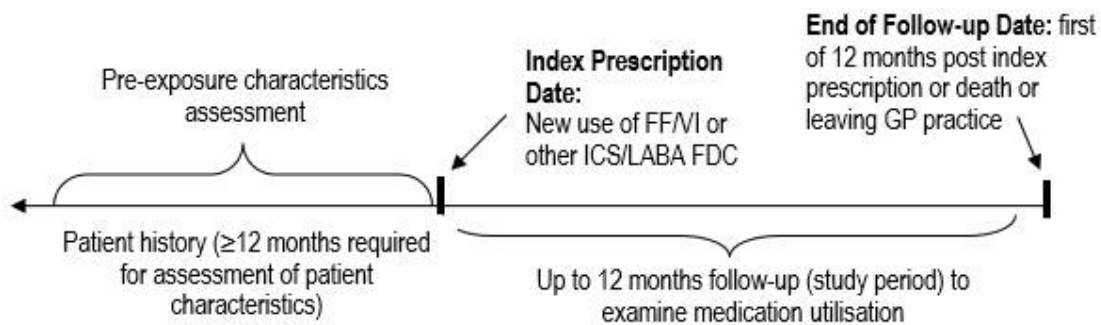 Pre-exposure characteristics
assessment
Index Prescription
Date:
New use of FF/VI or
other ICS/LABA FDC
End of Follow-up Date: first
of 12 months post index
prescription or death or
leaving GP practice
Patient history (≥12 months required
for assessment of patient
characteristics)
Up to 12 months follow-up (study period) to
examine medication utilisation